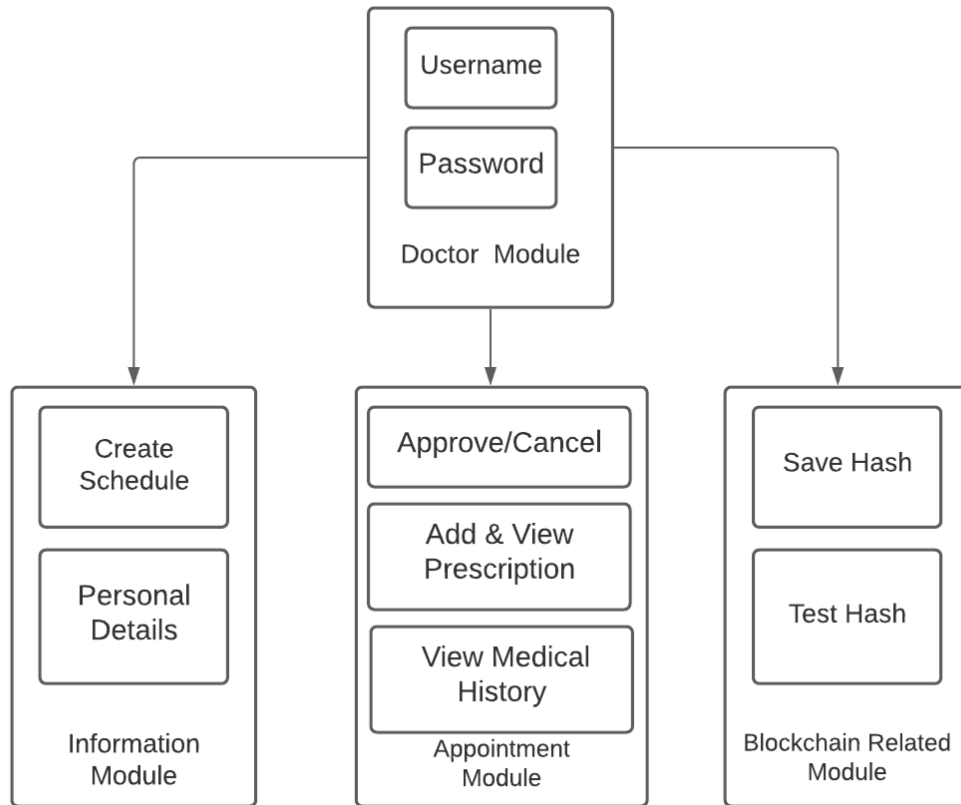 Username
Password
Doctor Module
Create
Schedule
Personal
Details
Information
Module
Approve/Cancel
Add & View
Prescription
View Medical
History
Appointment
Module
Save Hash
Test Hash
Blockchain Related
Module